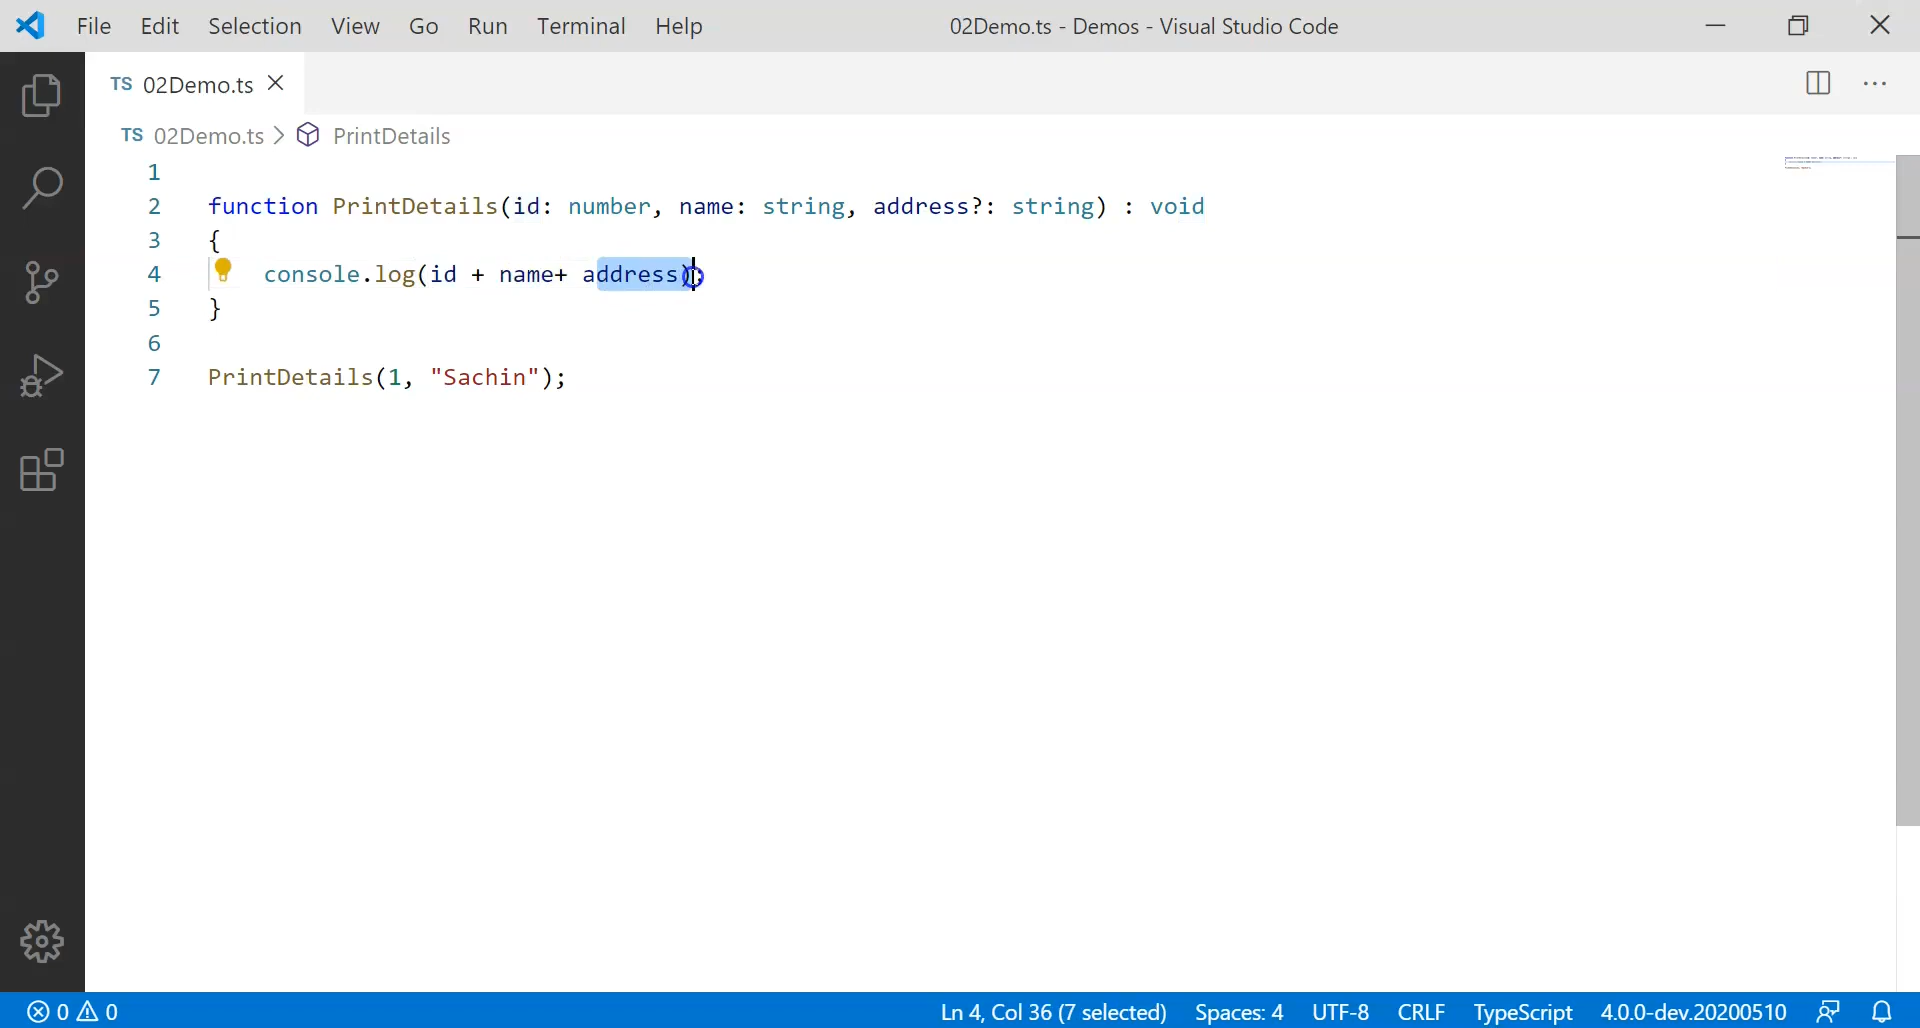 File Edit Selection View Go Run Terminal Help 02Demo.ts - Demos - Visual Studio Code
TS 02Demo.ts
TS 02Demo.ts > PrintDetails
1
2 function PrintDetails(id: number, name: string, address?: string) : void
3 {
4 console.log(id + name+ address);
5 }
6
7 PrintDetails(1, "Sachin");
0 0 Ln 4, Col 36 (7 selected) Spaces: 4 UTF-8 CRLF TypeScript 4.0.0-dev.20200510